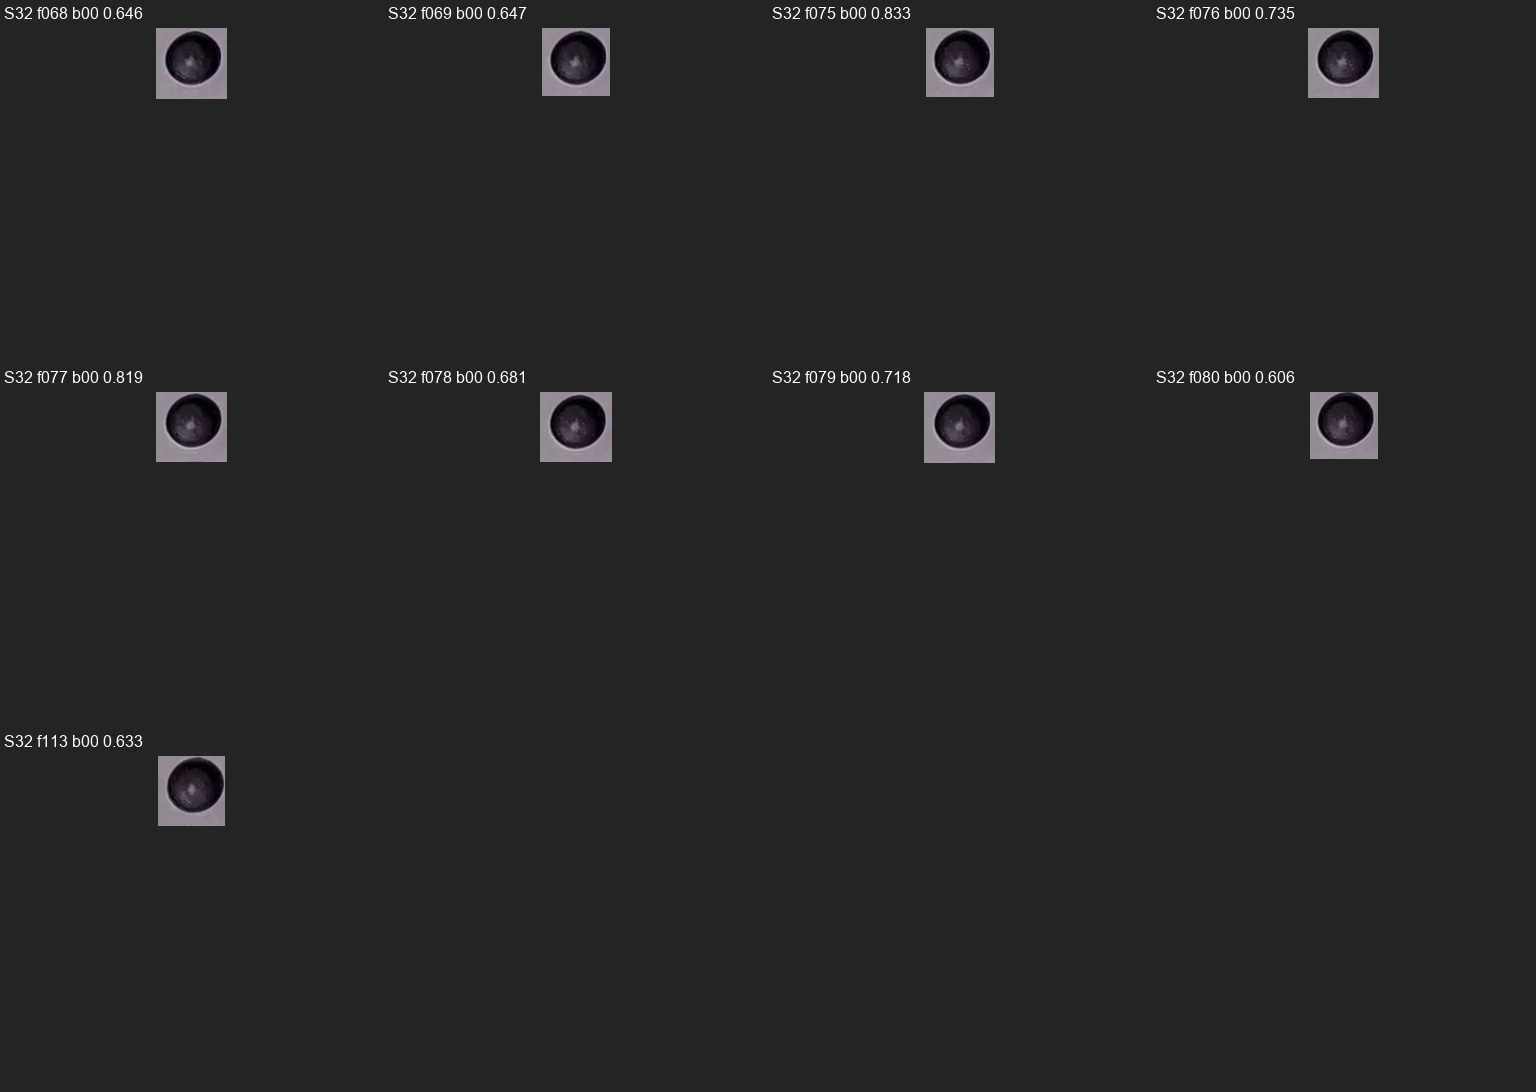 S32 f068 b00 0.646
S32 f069 b00 0.647
S32 f075 b00 0.833
S32 f076 b00 0.735
S32 f077 b00 0.819
S32 f078 b00 0.681
S32 f079 b00 0.718
S32 f080 b00 0.606
S32 f113 b00 0.633